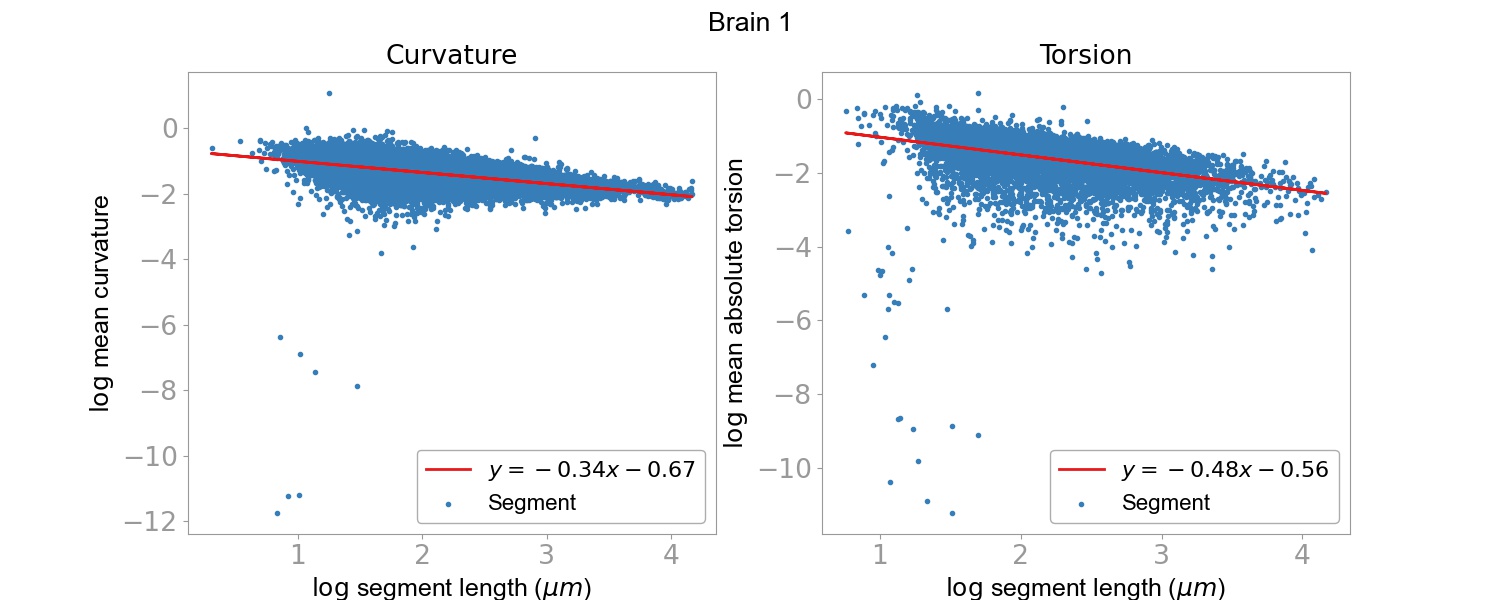 Brain 1
Curvature
log mean curvature
0
−2
−4
−6
−8
−10
−12
1 2 3 4
log segment length (μm)
y = −0.34x − 0.67
Segment
Torsion
log mean absolute torsion
0
−2
−4
−6
−8
−10
1 2 3 4
log segment length (μm)
y = −0.48x − 0.56
Segment